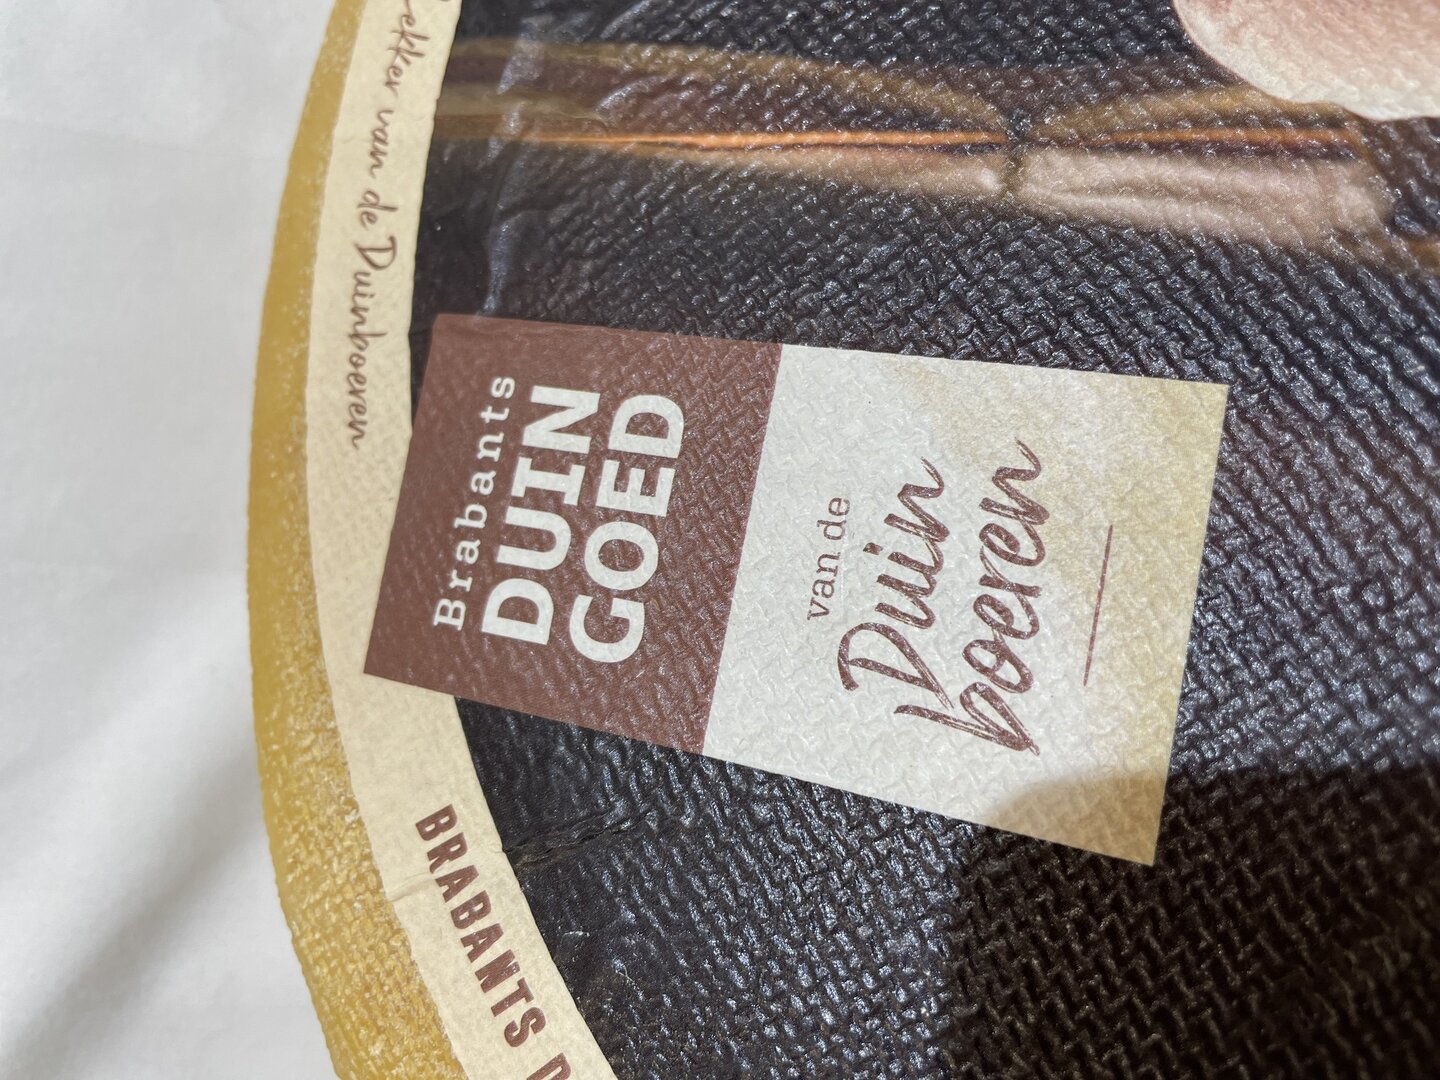 van de Duinboeren
Brabants
DUIN
GOED
van de
Duin
boeren
BRABANTS